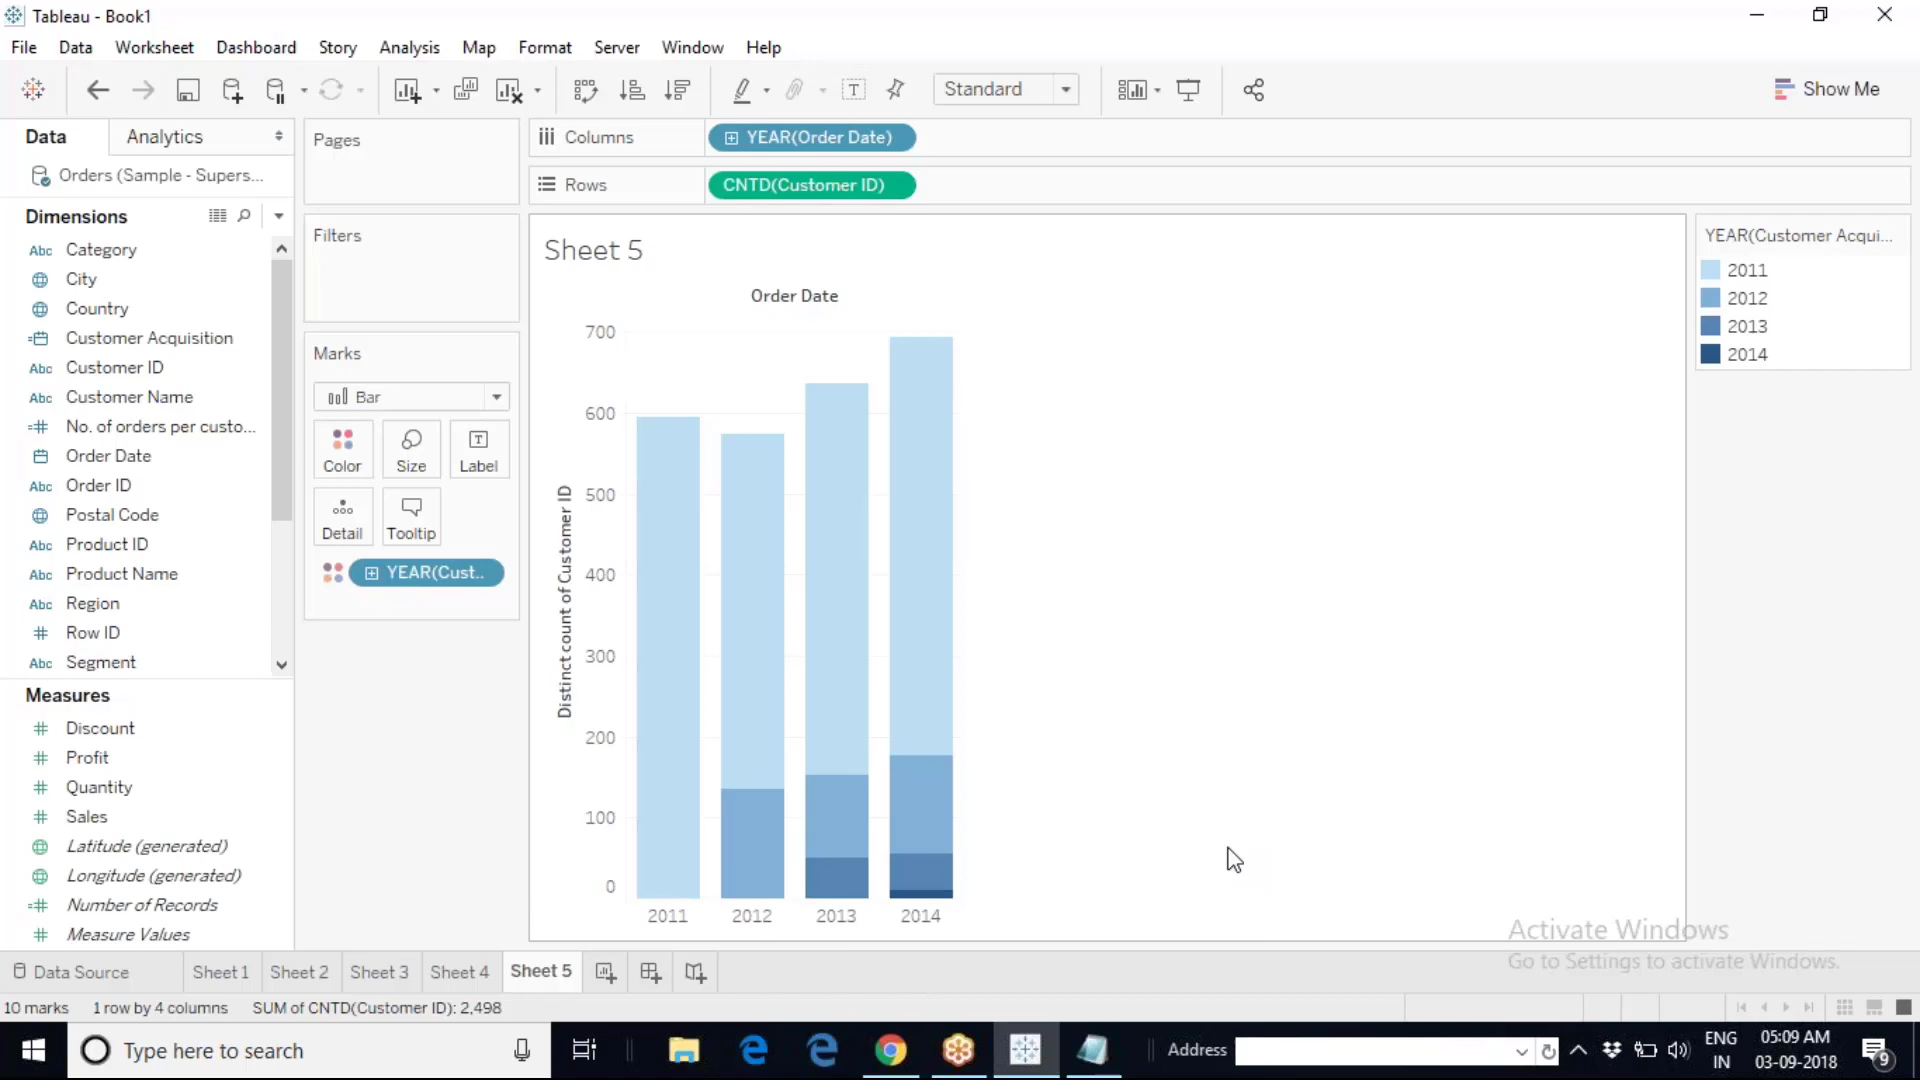 Tableau - Book1
File Data Worksheet Dashboard Story Analysis Map Format Server Window Help
Standard
Show Me
Data Analytics
Orders (Sample - Supers...
Dimensions
Abc Category
City
Country
Customer Acquisition
Abc Customer ID
Abc Customer Name
No. of orders per custo...
Order Date
Abc Order ID
Postal Code
Abc Product ID
Abc Product Name
Abc Region
Row ID
Abc Segment
Measures
Discount
Profit
Quantity
Sales
Latitude (generated)
Longitude (generated)
Number of Records
Measure Values
Pages
Filters
Marks
Bar
Color Size Label
Detail Tooltip
YEAR(Cust..
Columns YEAR(Order Date)
Rows CNTD(Customer ID)
Sheet 5
Order Date
Distinct count of Customer ID
700
600
500
400
300
200
100
0
2011 2012 2013 2014
YEAR(Customer Acqui...
2011
2012
2013
2014
Activate Windows
Go to Settings to activate Windows.
Data Source Sheet 1 Sheet 2 Sheet 3 Sheet 4 Sheet 5
10 marks 1 row by 4 columns SUM of CNTD(Customer ID): 2,498
Type here to search
Address
ENG
IN
05:09 AM
03-09-2018
9